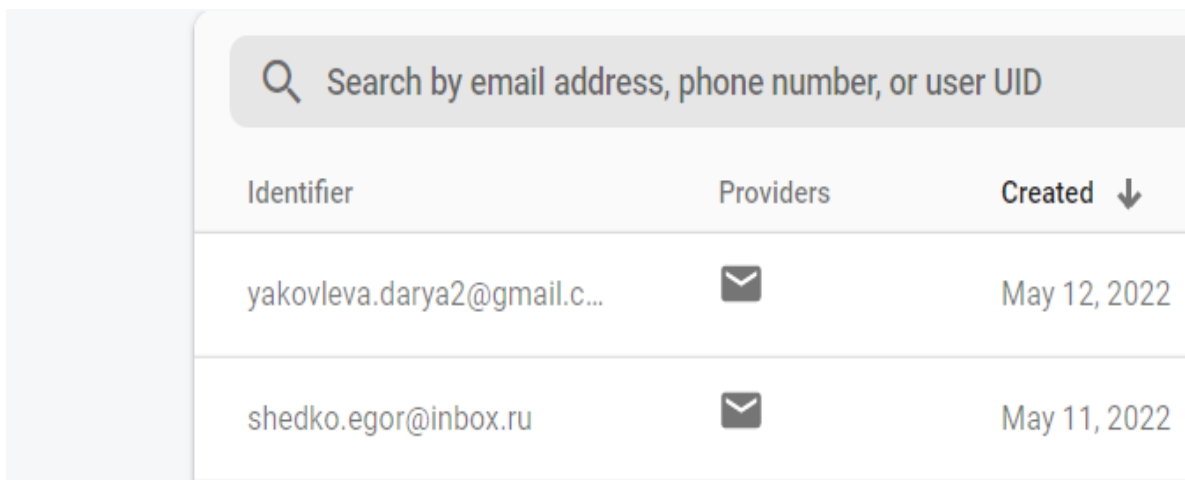 Search by email address, phone number, or user UID
Identifier Providers Created
yakovleva.darya2@gmail.c... May 12, 2022
shedko.egor@inbox.ru May 11, 2022